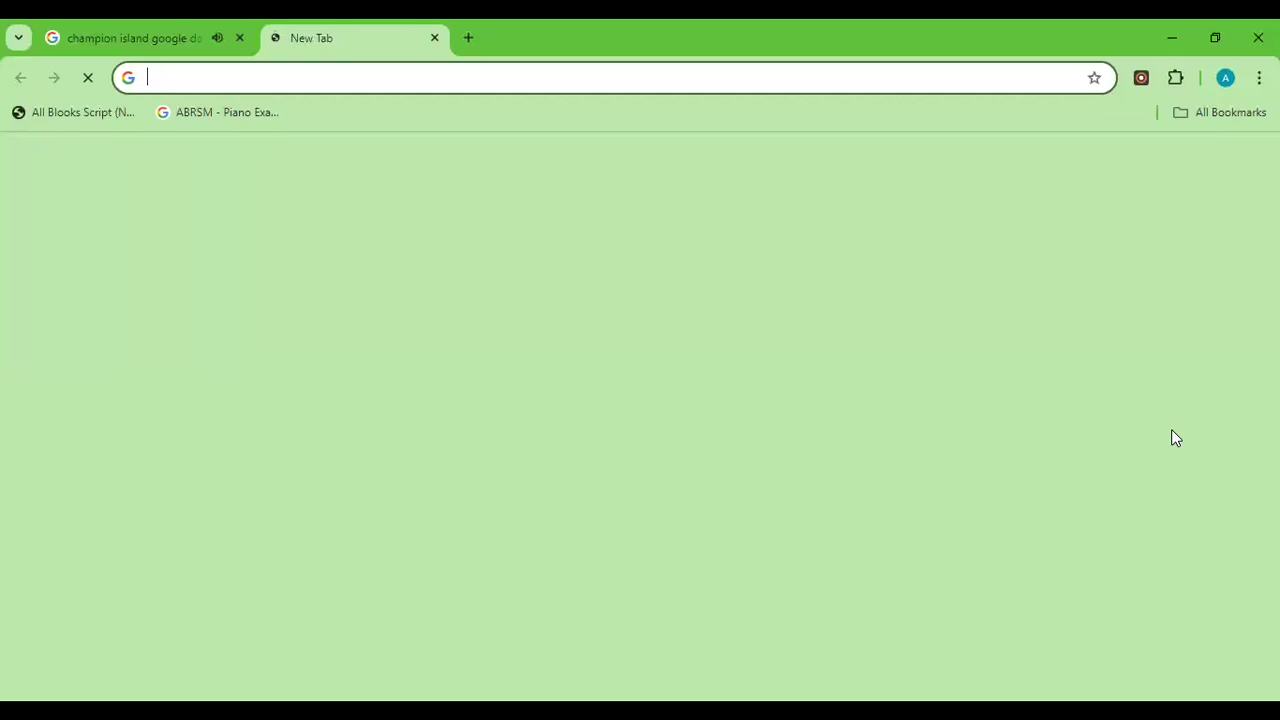 champion island google do
New Tab
All Blooks Script (N...
ABRSM - Piano Exa...
All Bookmarks
A